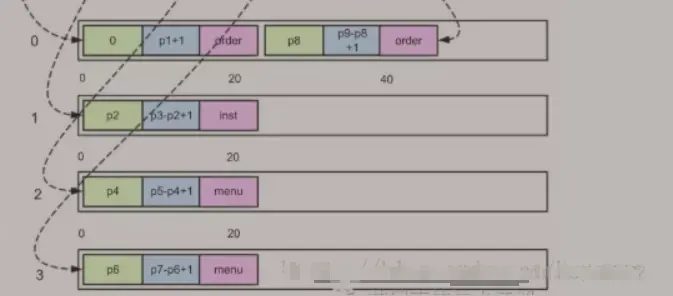 0 0 p1+1 order p8 p9-p8 +1 order
0 20 40
1 p2 p3-p2+1 inst
0 20
2 p4 p5-p4+1 menu
0 20
3 p6 p7-p6+1 menu